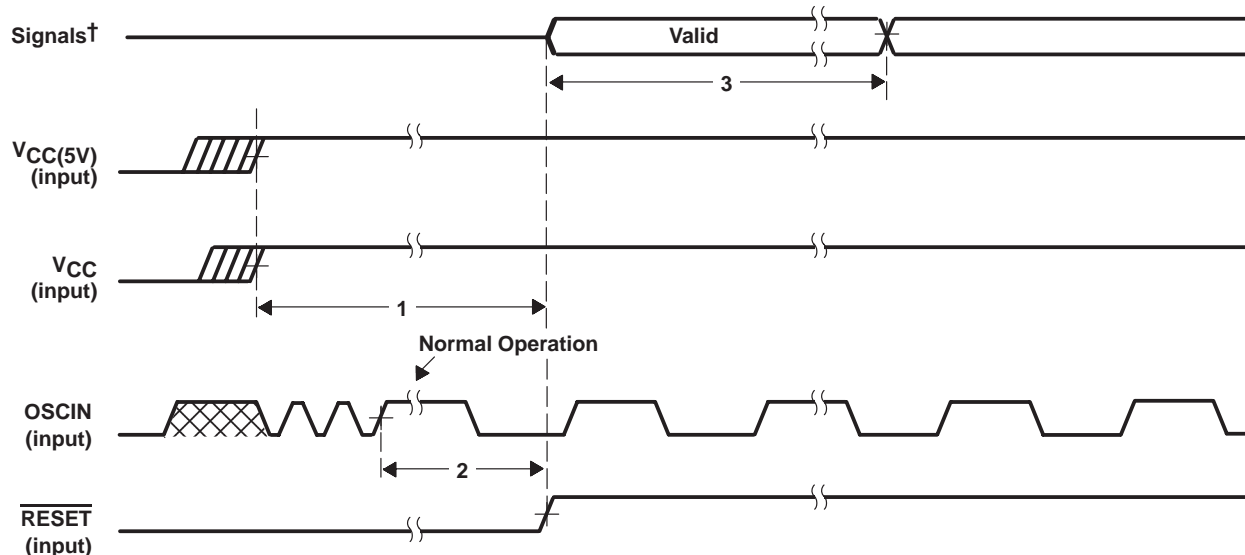 Signals†
Valid
3
VCC(5V)
(input)
VCC
(input)
1
Normal Operation
OSCIN
(input)
2
RESET
(input)